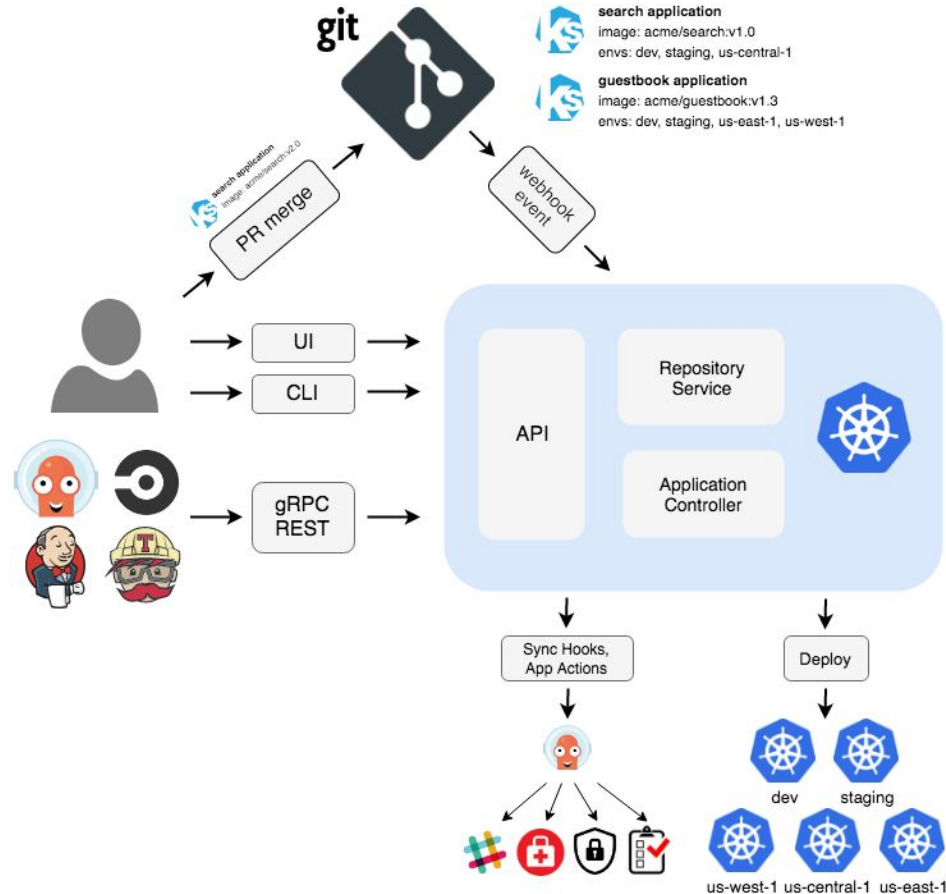 git
search application
image: acme/search:v1.0
envs: dev, staging, us-central-1
guestbook application
image: acme/guestbook:v1.3
envs: dev, staging, us-east-1, us-west-1
Ks
Ks
Ks
search application
image: acme/search:v2.0
PR merge
webhook
event
UI
CLI
gRPC
REST
T
API
Repository
Service
Application
Controller
Sync Hooks,
App Actions
Deploy
dev
staging
us-west-1
us-central-1
us-east-1